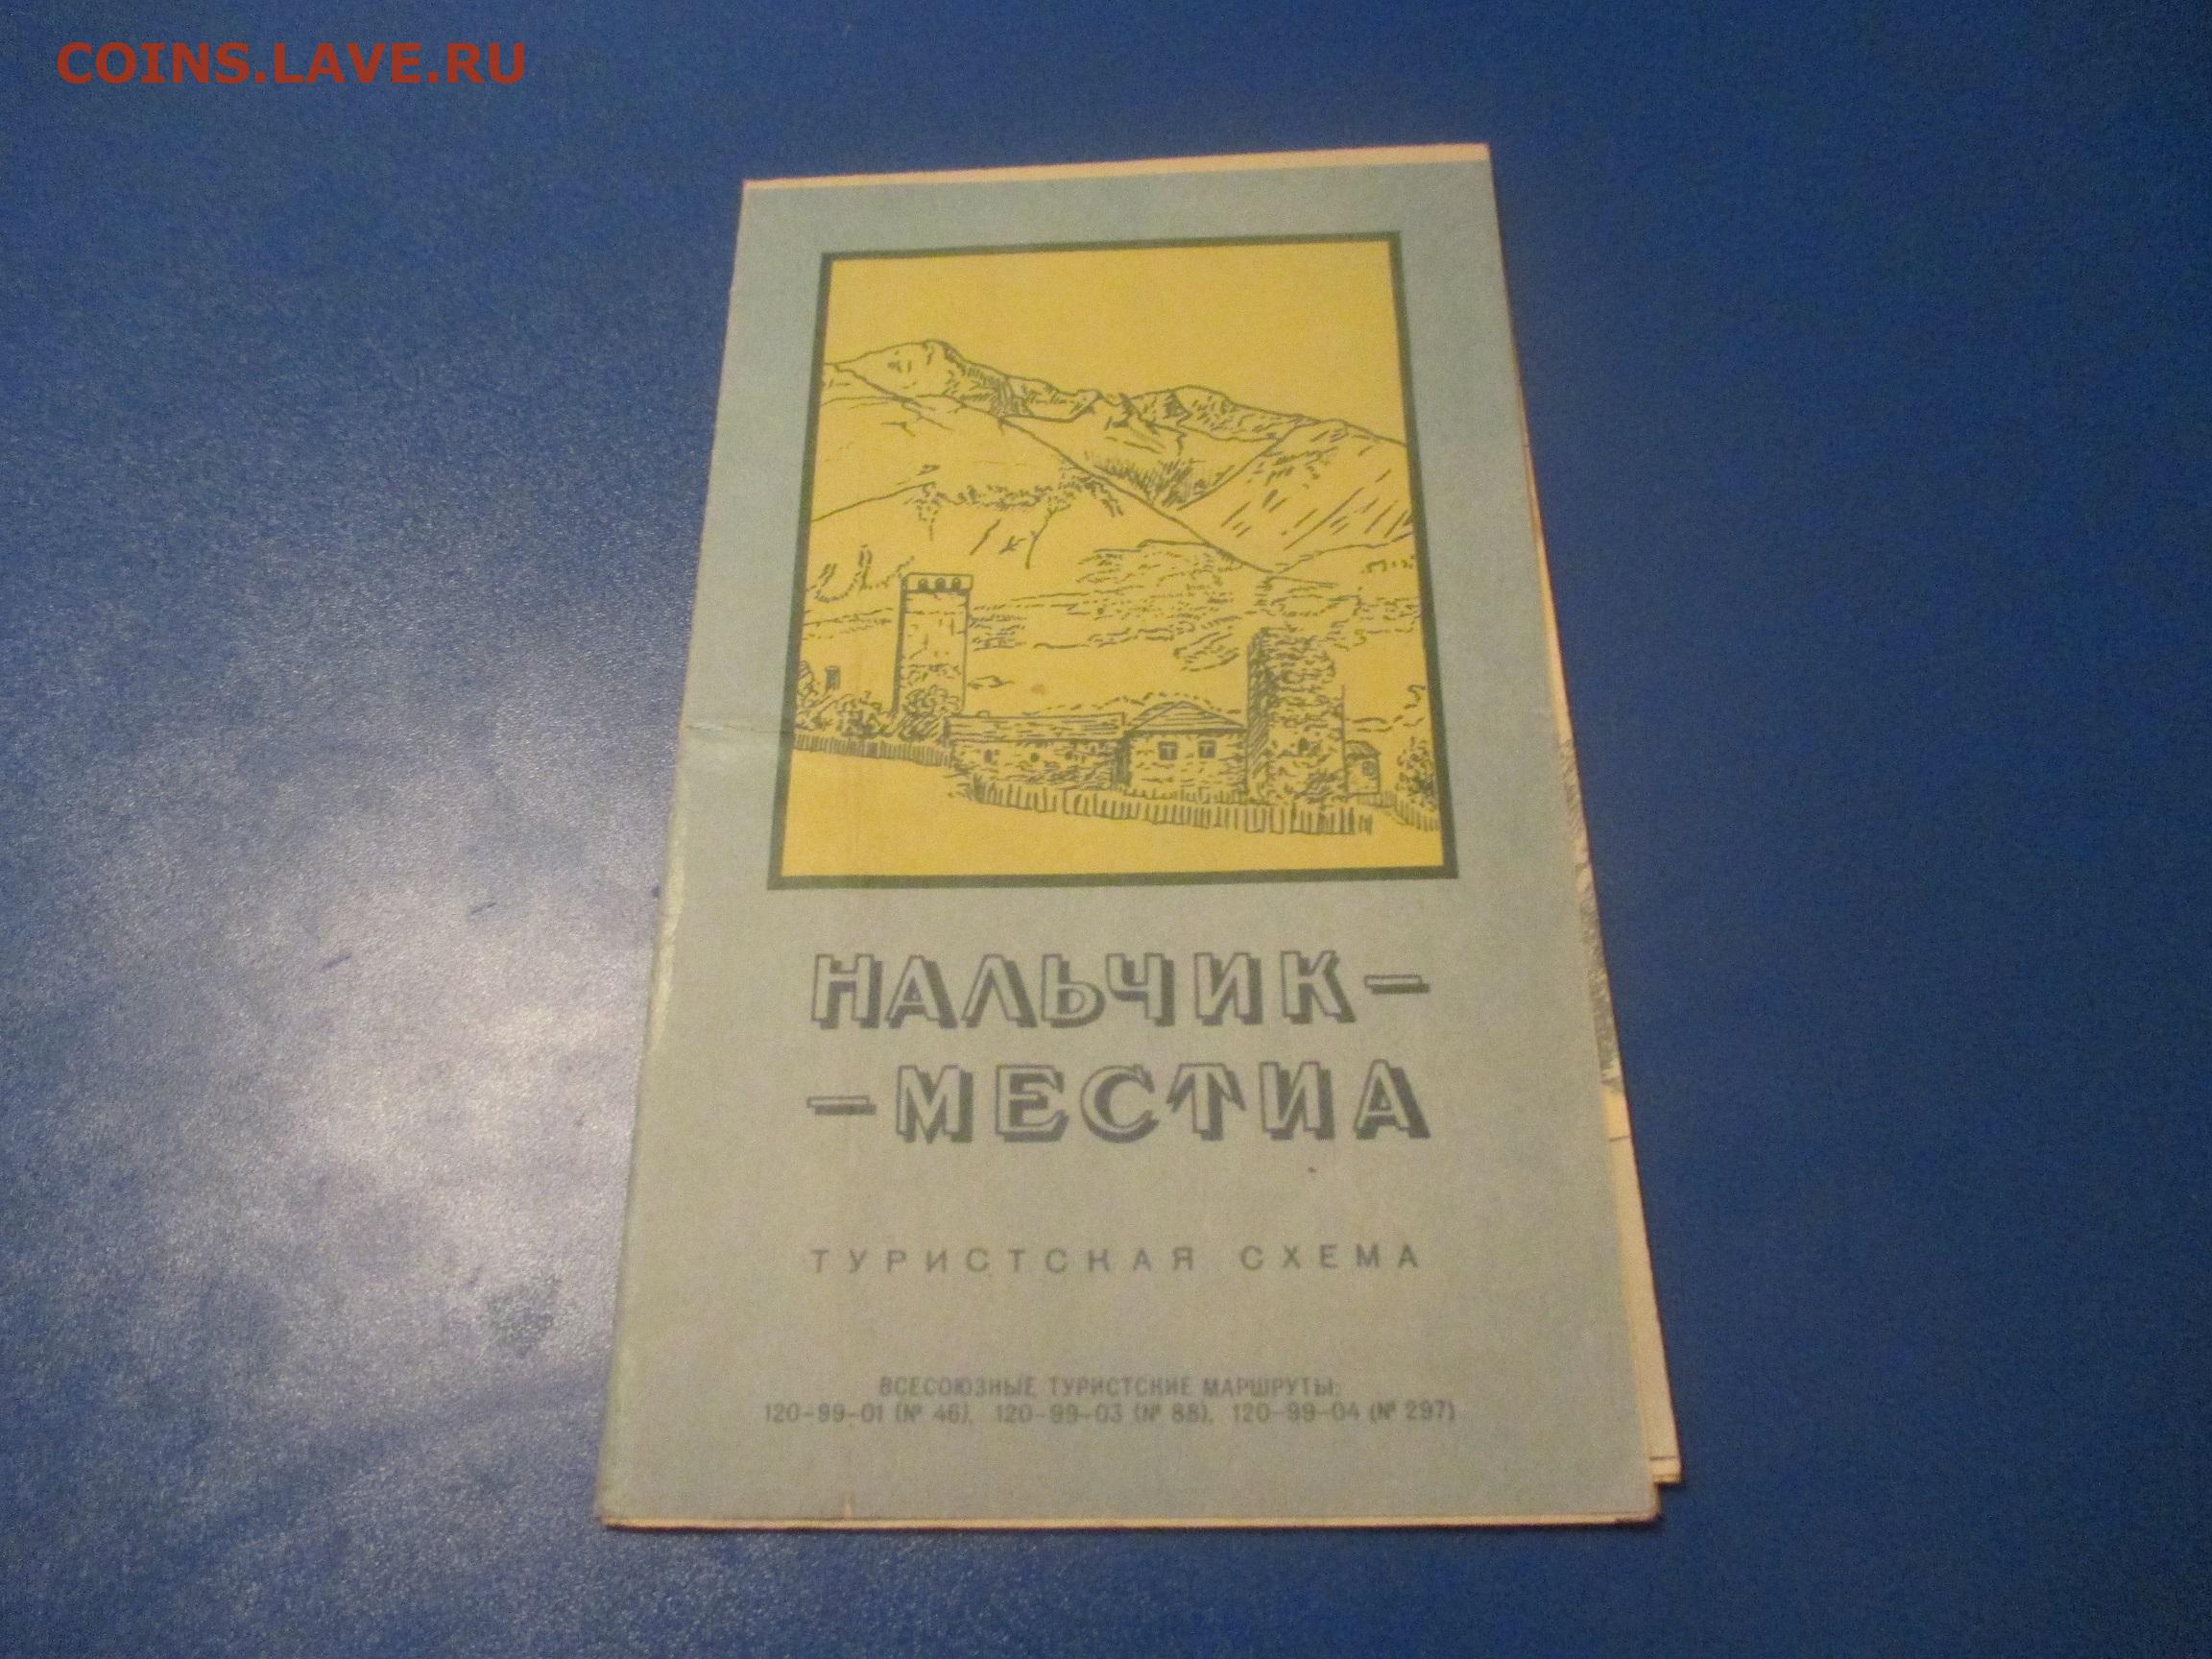 COINS.LAVE.RU
НАЛЬЧИК–
–МЕСТИА
ТУРИСТСКАЯ СХЕМА
ВСЕСОЮЗНЫЕ ТУРИСТСКИЕ МАРШРУТЫ:
120-99-01 (№ 46), 120-99-03 (№ 88), 120-99-04 (№ 297)